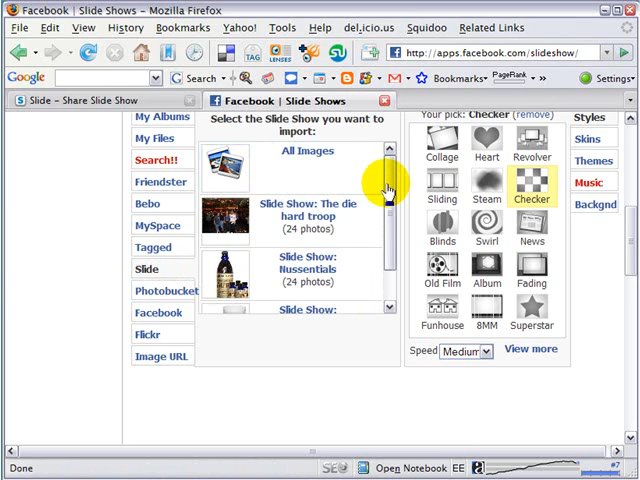 Facebook | Slide Shows - Mozilla Firefox
File Edit View History Bookmarks Yahoo! Tools Help del.icio.us Squidoo Related Links
TAG LENSES http://apps.facebook.com/slideshow/
Google Search Bookmarks PageRank Settings
Slide - Share Slide Show
Facebook | Slide Shows
My Albums
My Files
Search!!
Friendster
Bebo
MySpace
Tagged
Slide
Photobucket
Facebook
Flickr
Image URL
Select the Slide Show you want to
import:
All Images
Slide Show: The die
hard troop
(24 photos)
Slide Show:
Nussentials
(24 photos)
Slide Show:
Your pick: Checker (remove)
Collage Heart Revolver
Sliding Steam Checker
Blinds Swirl News
Old Film Album Fading
Funhouse 8MM Superstar
Speed Medium View more
Styles
Skins
Themes
Music
Backgnd
Done SEO Open Notebook EE #7